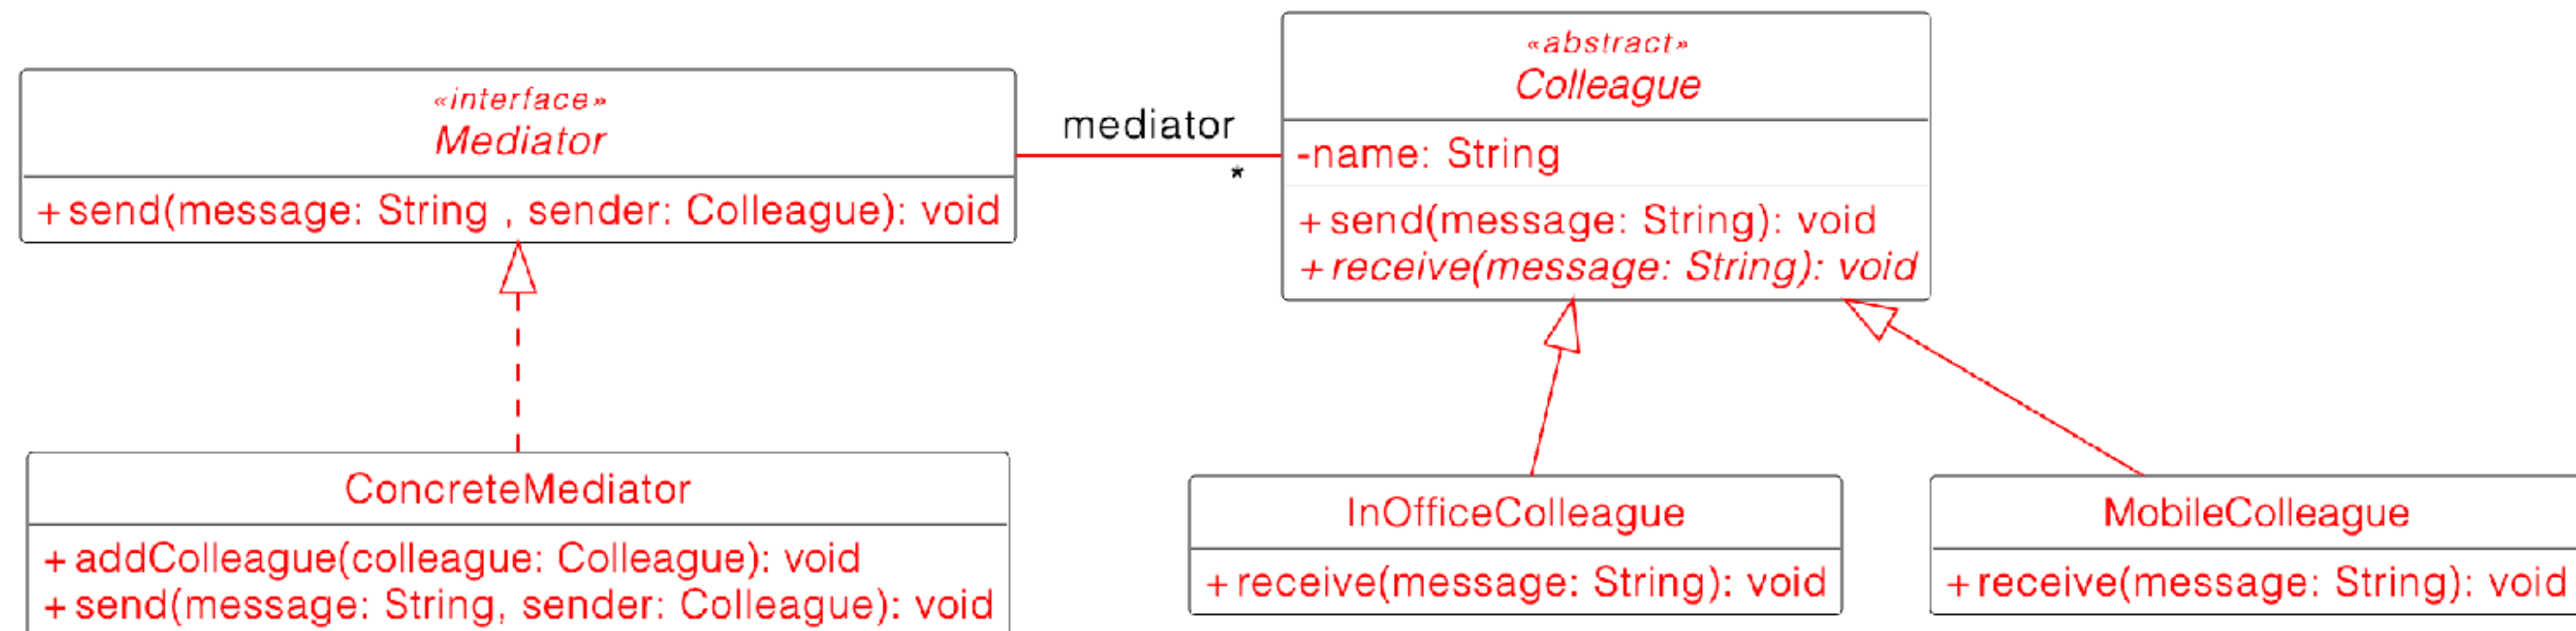 «interface»
Mediator
+ send(message: String , sender: Colleague): void
mediator
*
«abstract»
Colleague
-name: String
+ send(message: String): void
+ receive(message: String): void
ConcreteMediator
+ addColleague(colleague: Colleague): void
+ send(message: String, sender: Colleague): void
InOfficeColleague
+ receive(message: String): void
MobileColleague
+ receive(message: String): void